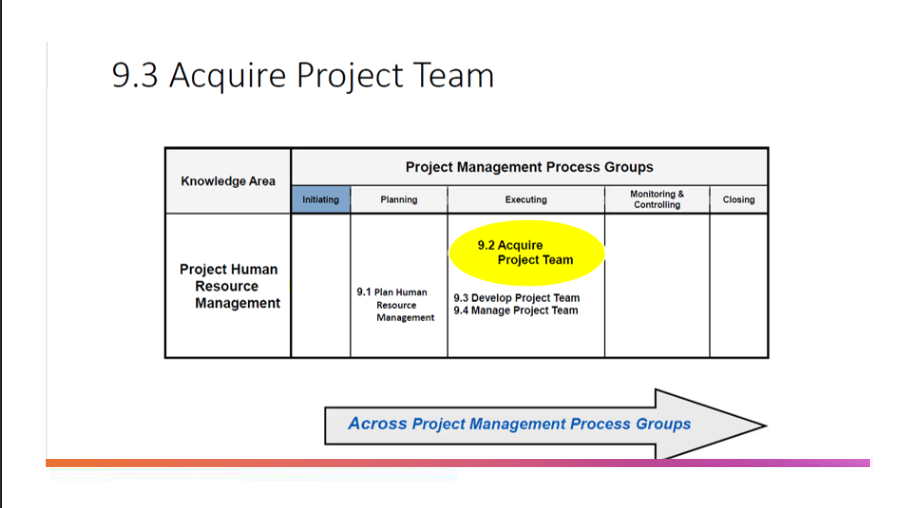 9.3 Acquire Project Team
Knowledge Area
Project Management Process Groups
Initiating
Planning
Executing
Monitoring &
Controlling
Closing
Project Human
Resource
Management
9.1 Plan Human
Resource
Management
9.2 Acquire
Project Team
9.3 Develop Project Team
9.4 Manage Project Team
Across Project Management Process Groups